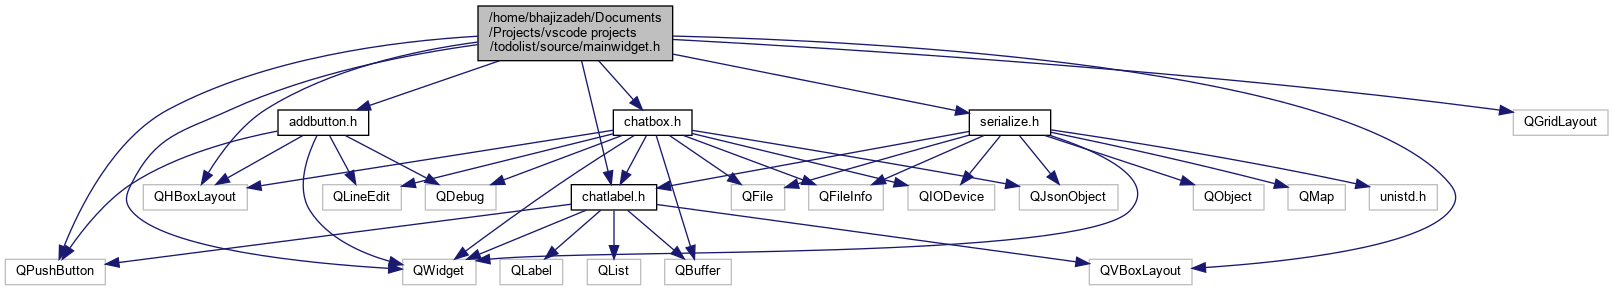 /home/bhajizadeh/Documents
/Projects/vscode projects
/todolist/source/mainwidget.h
addbutton.h
chatbox.h
serialize.h
QGridLayout
QHBoxLayout
QLineEdit
QDebug
chatlabel.h
QFile
QFileInfo
QIODevice
QJsonObject
QObject
QMap
unistd.h
QPushButton
QWidget
QLabel
QList
QBuffer
QVBoxLayout